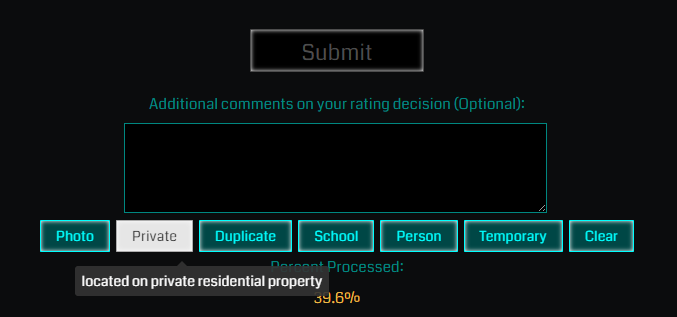 Submit
Additional comments on your rating decision (Optional):
Photo Private Duplicate School Person Temporary Clear
Percent Processed:
located on private residential property
39.6%